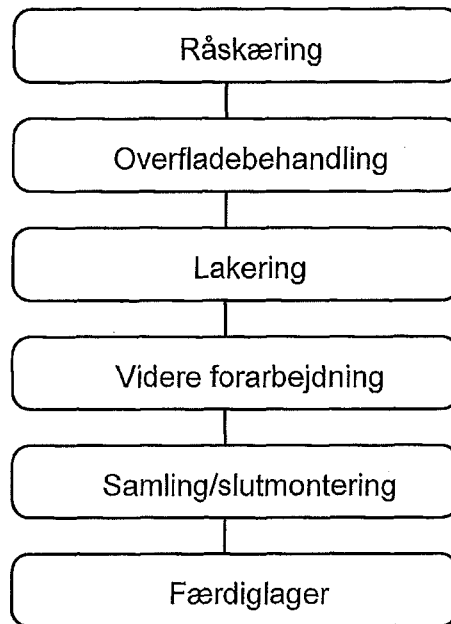 Råskæring
Overfladebehandling
Lakering
Videre forarbejdning
Samling/slutmontering
Færdiglager